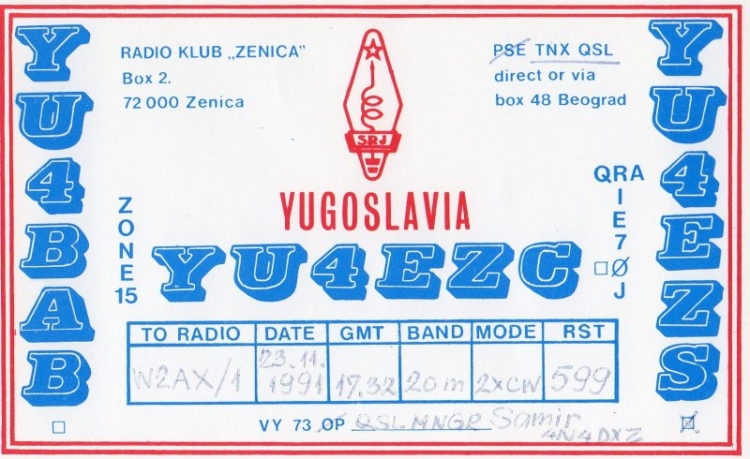 YU4BAB
RADIO KLUB „ZENICA”
Box 2.
72 000 Zenica
SRJ
PSE TNX QSL
direct or via
box 48 Beograd
YU4EZS
YUGOSLAVIA
ZONE 15
YU4EZC
QRA
IE7ØJ
TO RADIO DATE GMT BAND MODE RST
W2AX/1 23.11.1991 17.32 20m 2xCW 599
VY 73 OP QSL MNGR Samir
4N4DXZ